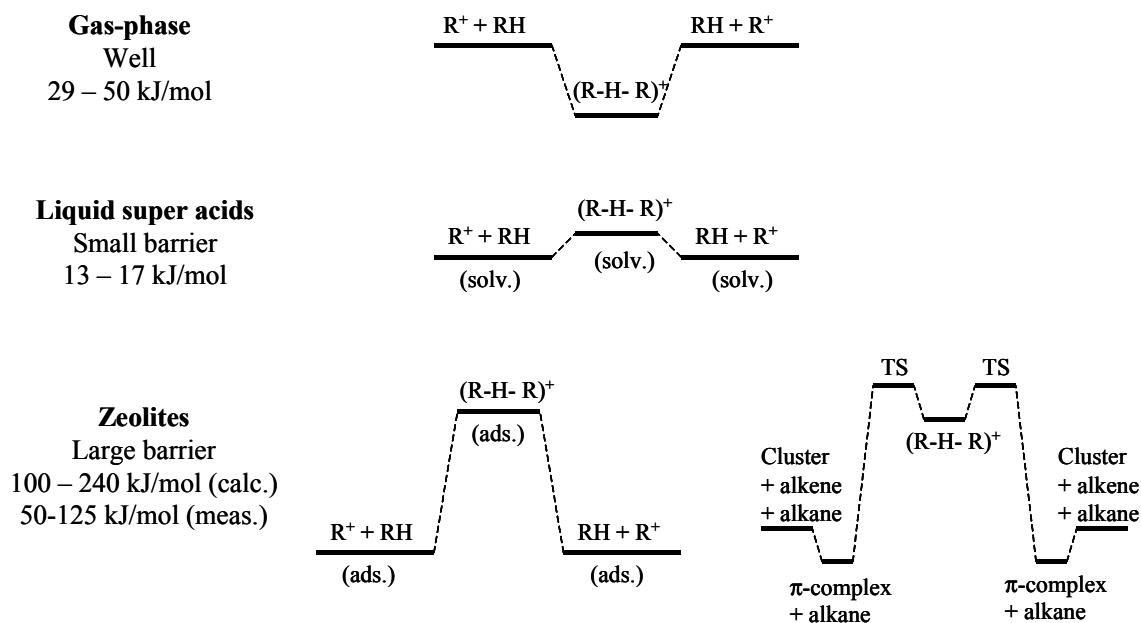 Gas-phase
Well
29 – 50 kJ/mol
R⁺ + RH
(R-H- R)⁺
RH + R⁺
Liquid super acids
Small barrier
13 – 17 kJ/mol
R⁺ + RH
(solv.)
(R-H- R)⁺
(solv.)
RH + R⁺
(solv.)
Zeolites
Large barrier
100 – 240 kJ/mol (calc.)
50-125 kJ/mol (meas.)
R⁺ + RH
(ads.)
(R-H- R)⁺
(ads.)
RH + R⁺
(ads.)
Cluster
+ alkene
+ alkane
π-complex
+ alkane
TS
(R-H- R)⁺
TS
π-complex
+ alkane
Cluster
+ alkene
+ alkane